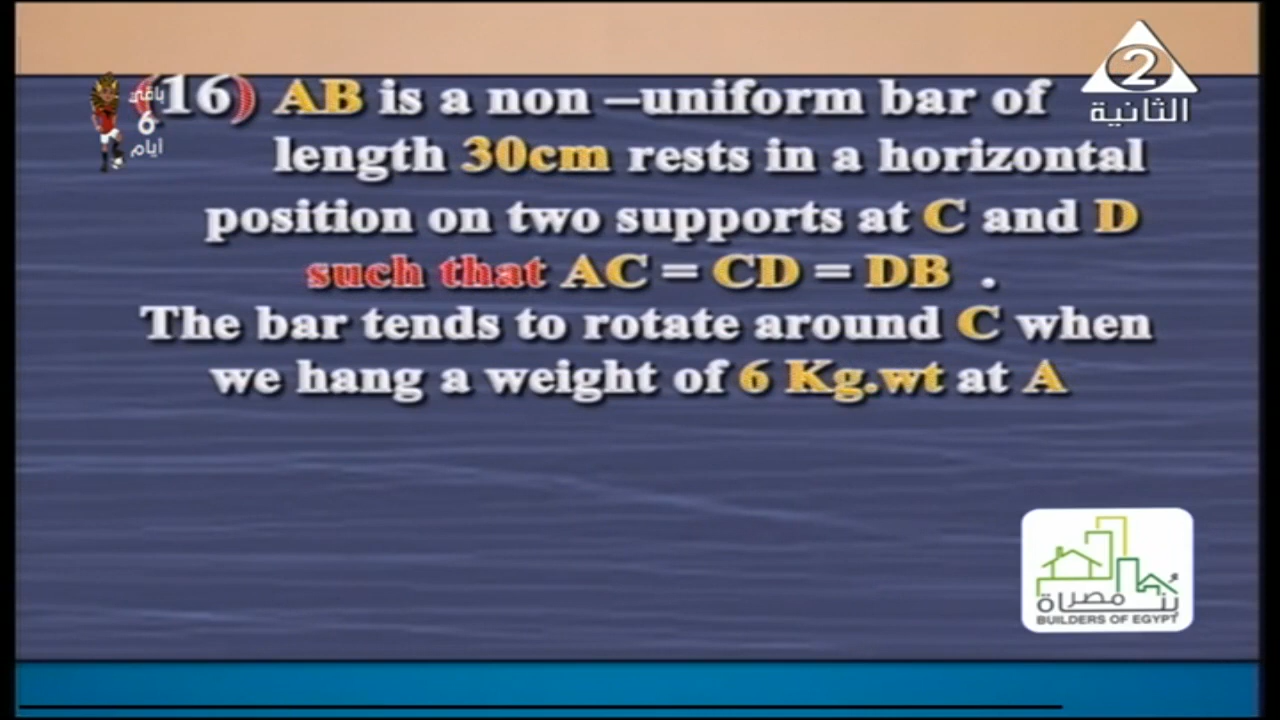 (16) AB is a non –uniform bar of
length 30cm rests in a horizontal
position on two supports at C and D
such that AC = CD = DB .
The bar tends to rotate around C when
we hang a weight of 6 Kg.wt at A
باقي
6
ايام
2
الثانية
بُناة مصر
BUILDERS OF EGYPT